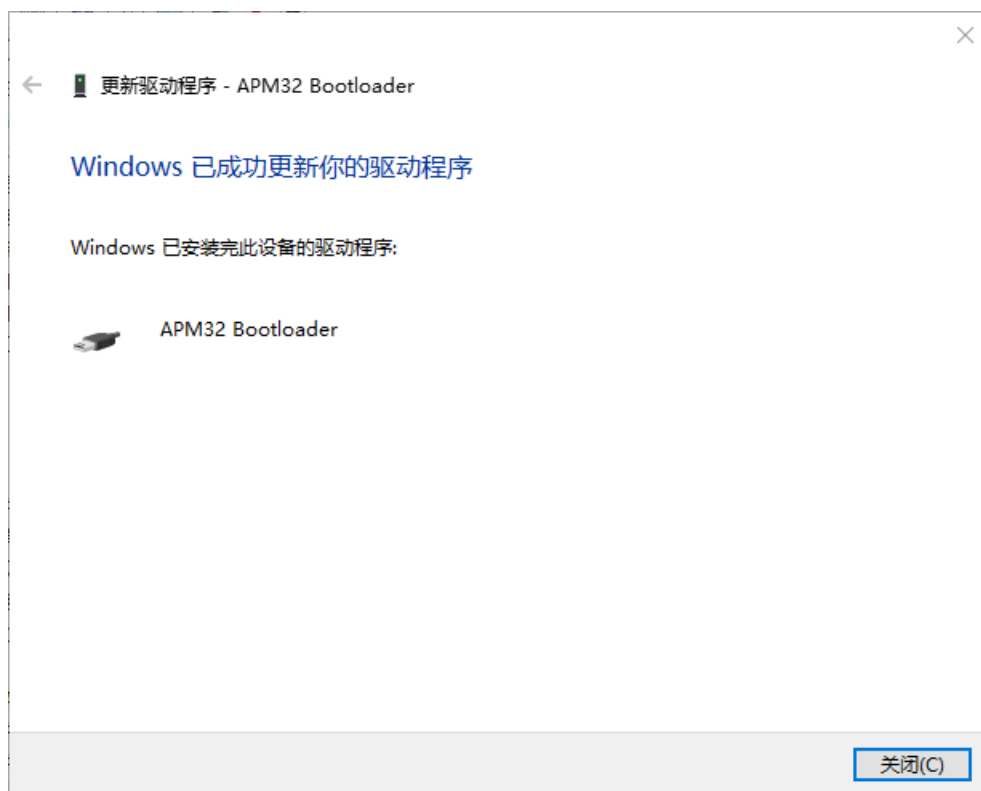 更新驱动程序 - APM32 Bootloader
Windows 已成功更新你的驱动程序
Windows 已安装完此设备的驱动程序:
APM32 Bootloader
关闭(C)